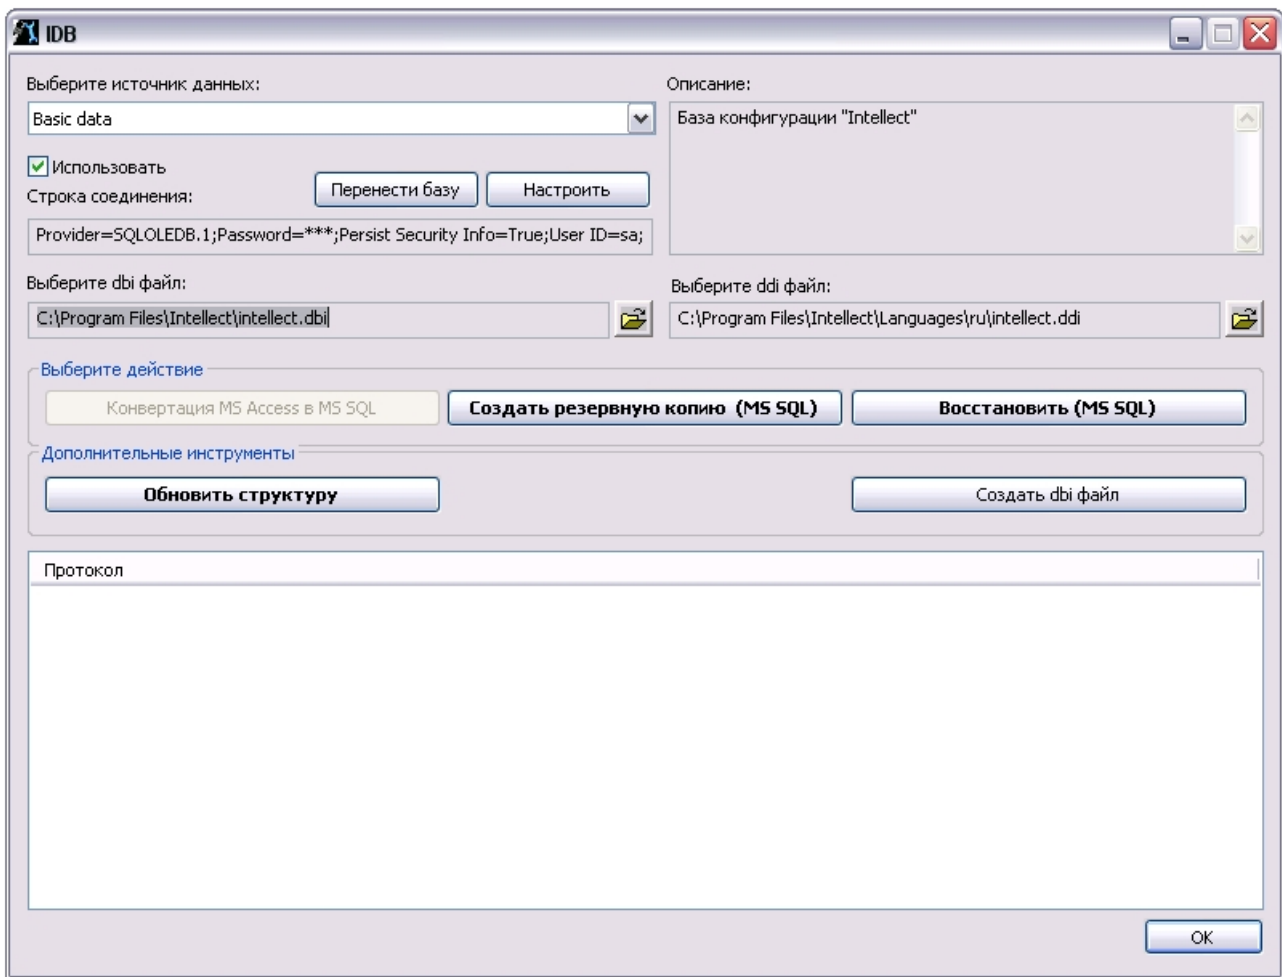 IDB
Выберите источник данных:
Basic data
Использовать
Строка соединения:
Перенести базу
Настроить
Provider=SQLOLEDB.1;Password=***;Persist Security Info=True;User ID=sa;
Описание:
База конфигурации "Intellect"
Выберите dbi файл:
C:\Program Files\Intellect\intellect.dbi
Выберите ddi файл:
C:\Program Files\Intellect\Languages\ru\intellect.ddi
Выберите действие
Конвертация MS Access в MS SQL
Создать резервную копию (MS SQL)
Восстановить (MS SQL)
Дополнительные инструменты
Обновить структуру
Создать dbi файл
Протокол
OK